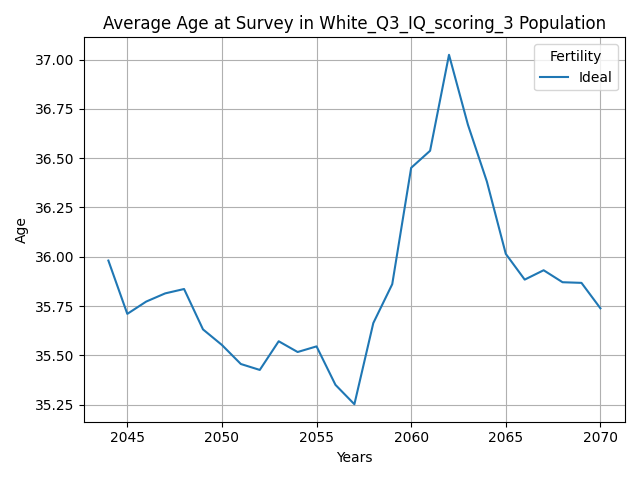 Average Age at Survey in White_Q3_IQ_scoring_3 Population
Fertility
Ideal
37.00
36.75
36.50
36.25
36.00
35.75
35.50
35.25
Age
2045 2050 2055 2060 2065 2070
Years